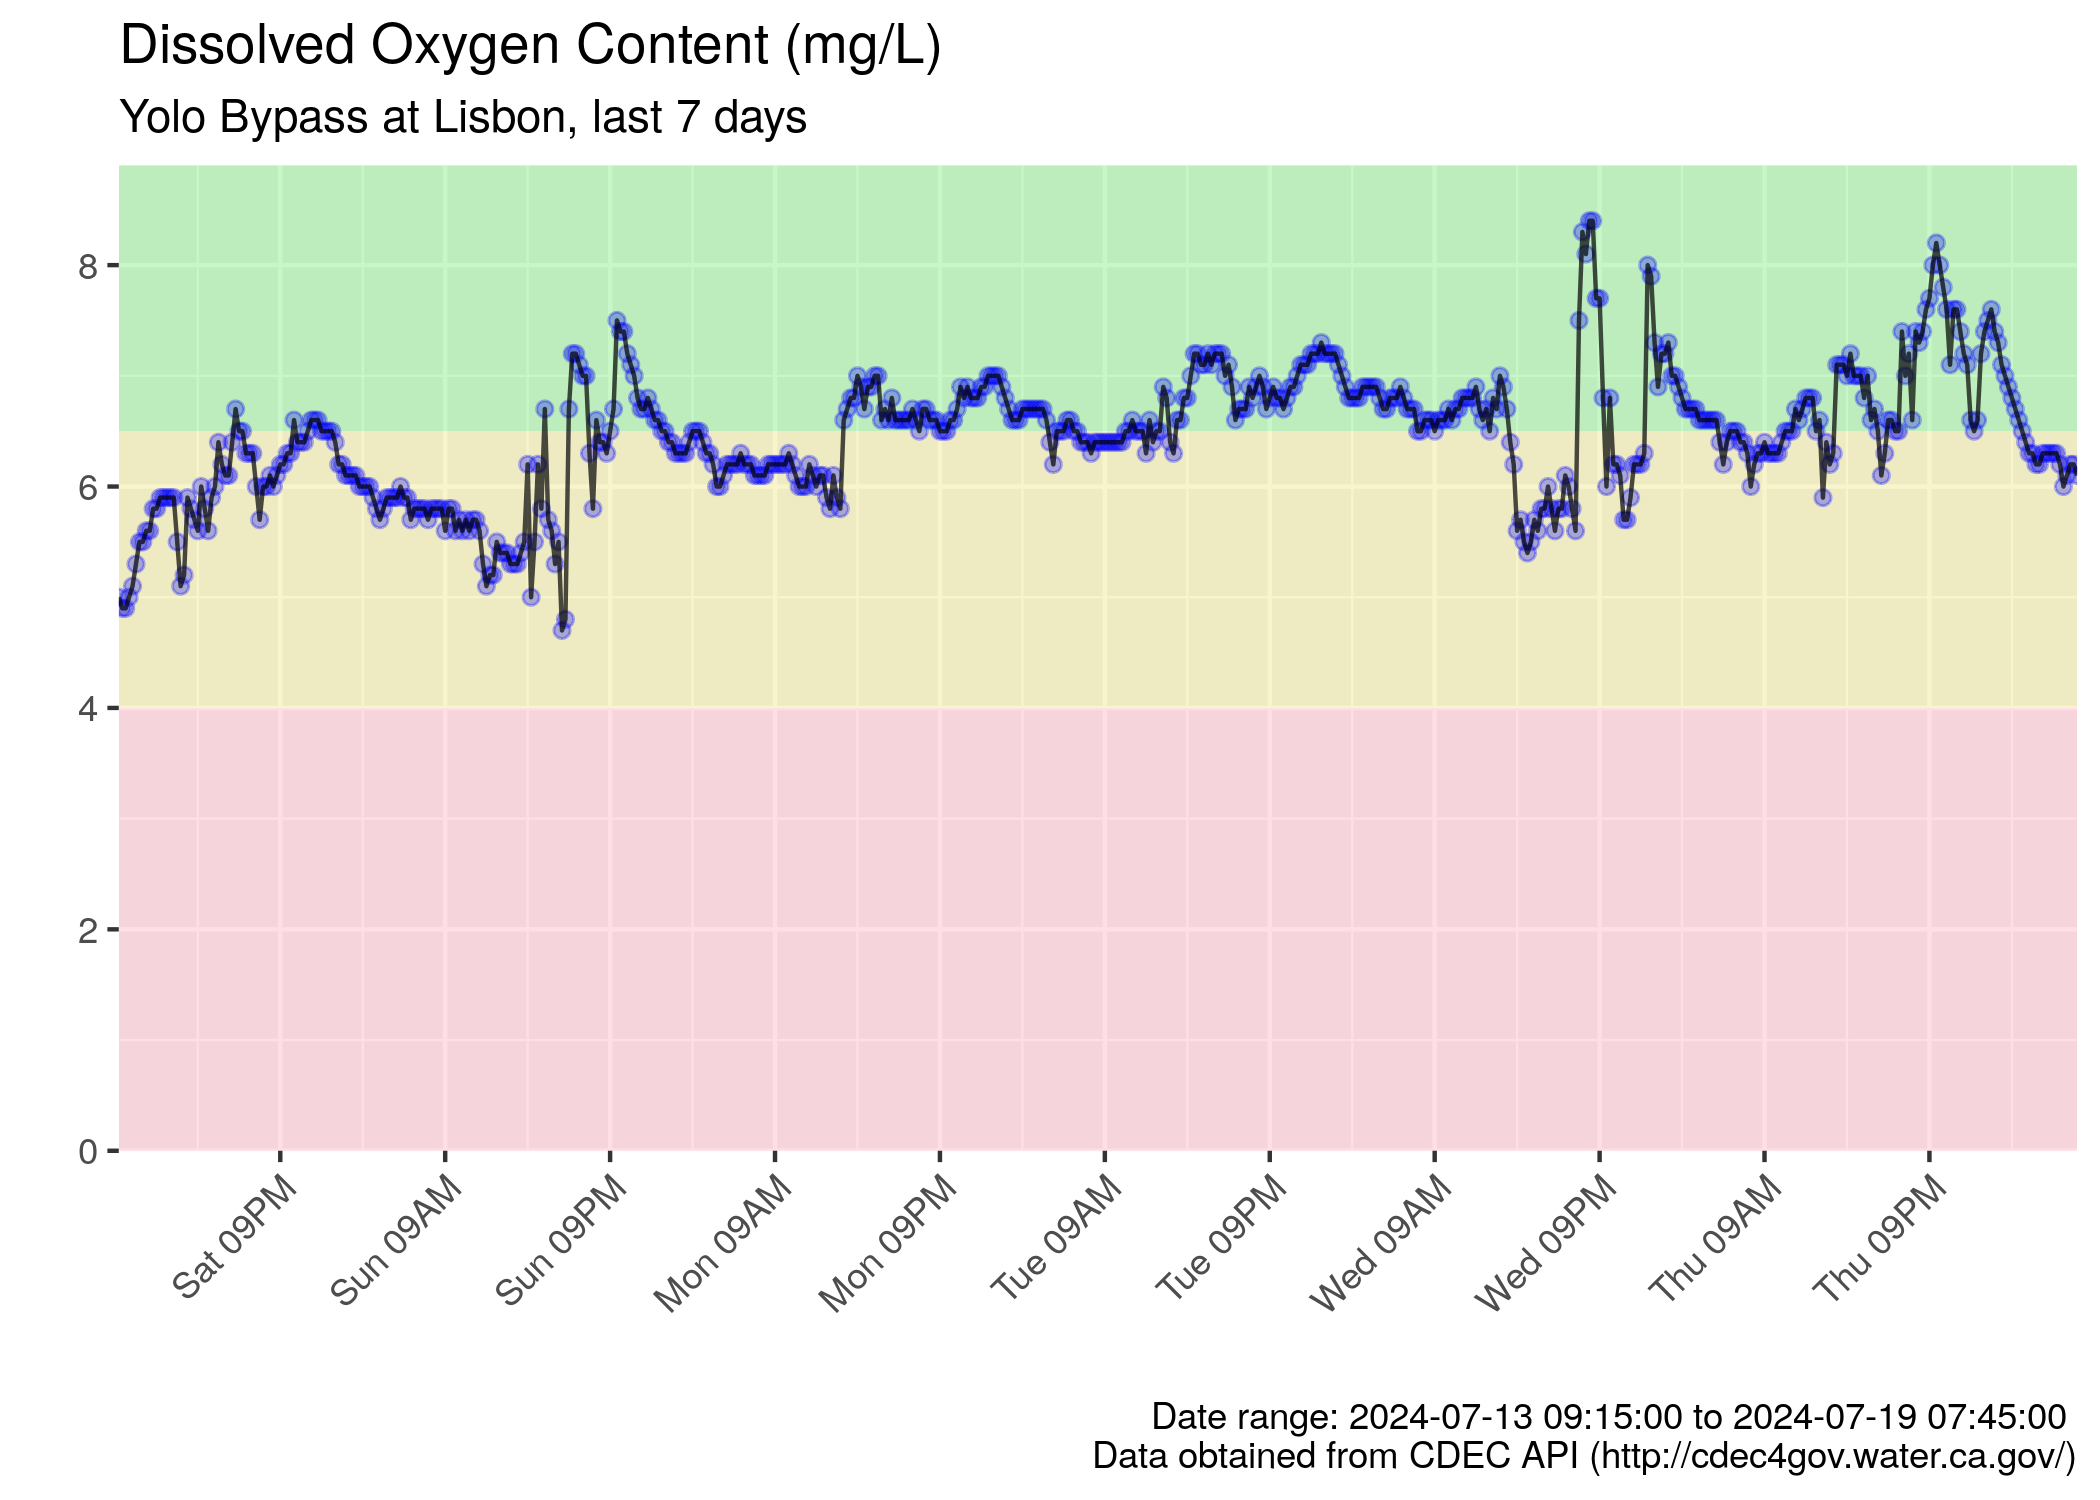 Dissolved Oxygen Content (mg/L)
Yolo Bypass at Lisbon, last 7 days
8
6
4
2
0
Sat 09PM
Sun 09AM
Sun 09PM
Mon 09AM
Mon 09PM
Tue 09AM
Tue 09PM
Wed 09AM
Wed 09PM
Thu 09AM
Thu 09PM
Date range: 2024-07-13 09:15:00 to 2024-07-19 07:45:00
Data obtained from CDEC API (http://cdec4gov.water.ca.gov/)